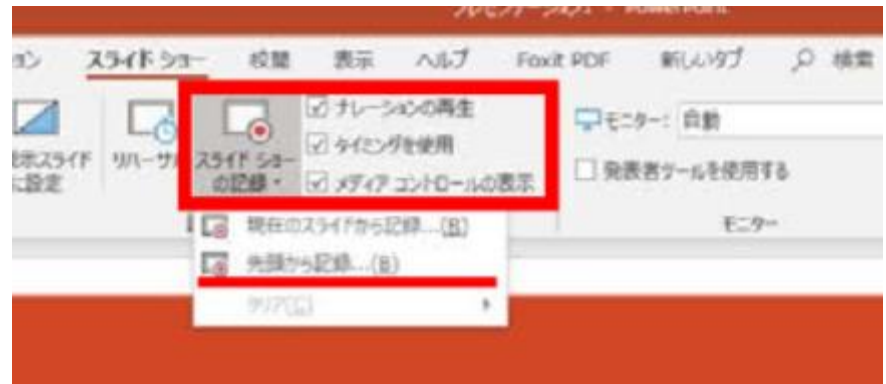 プレゼンテーション1 - PowerPoint
スライド ショー 校閲 表示 ヘルプ Foxit PDF 新しいタブ 検索
ナレーションの再生
タイミングを使用
メディア コントロールの表示
スライド ショー
の記録
リハーサル
スライド
に設定
モニター: 自動
発表者ツールを使用する
モニター
現在のスライドから記録...(R)
先頭から記録...(B)
クリア(C)